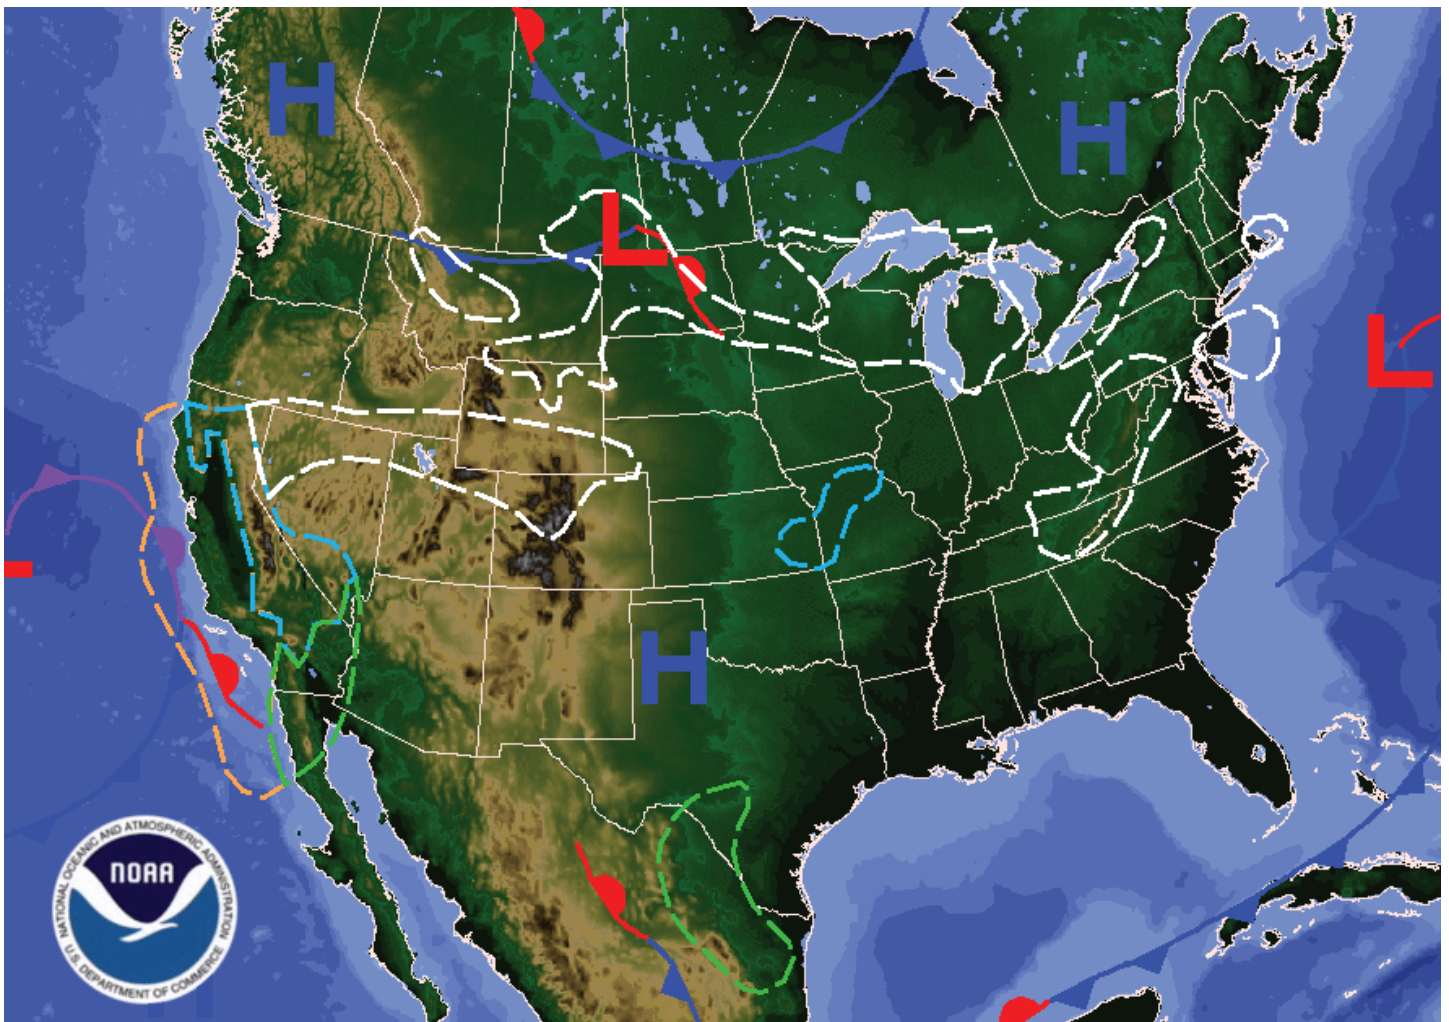 H
H
L
L
H
NOAA
NATIONAL OCEANIC AND ATMOSPHERIC ADMINISTRATION
U.S. DEPARTMENT OF COMMERCE